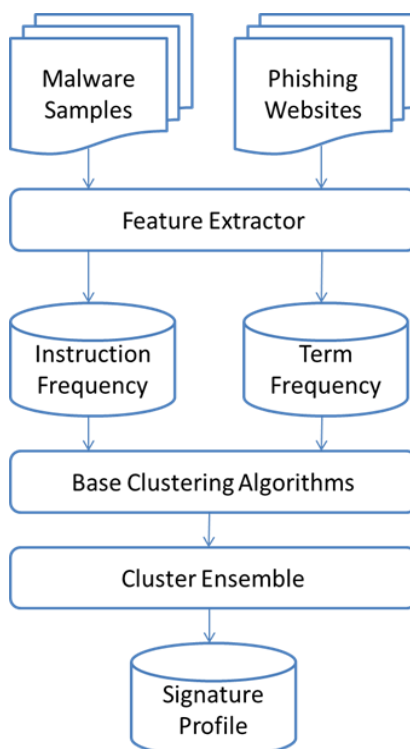 Malware
Samples
Phishing
Websites
Feature Extractor
Instruction
Frequency
Term
Frequency
Base Clustering Algorithms
Cluster Ensemble
Signature
Profile